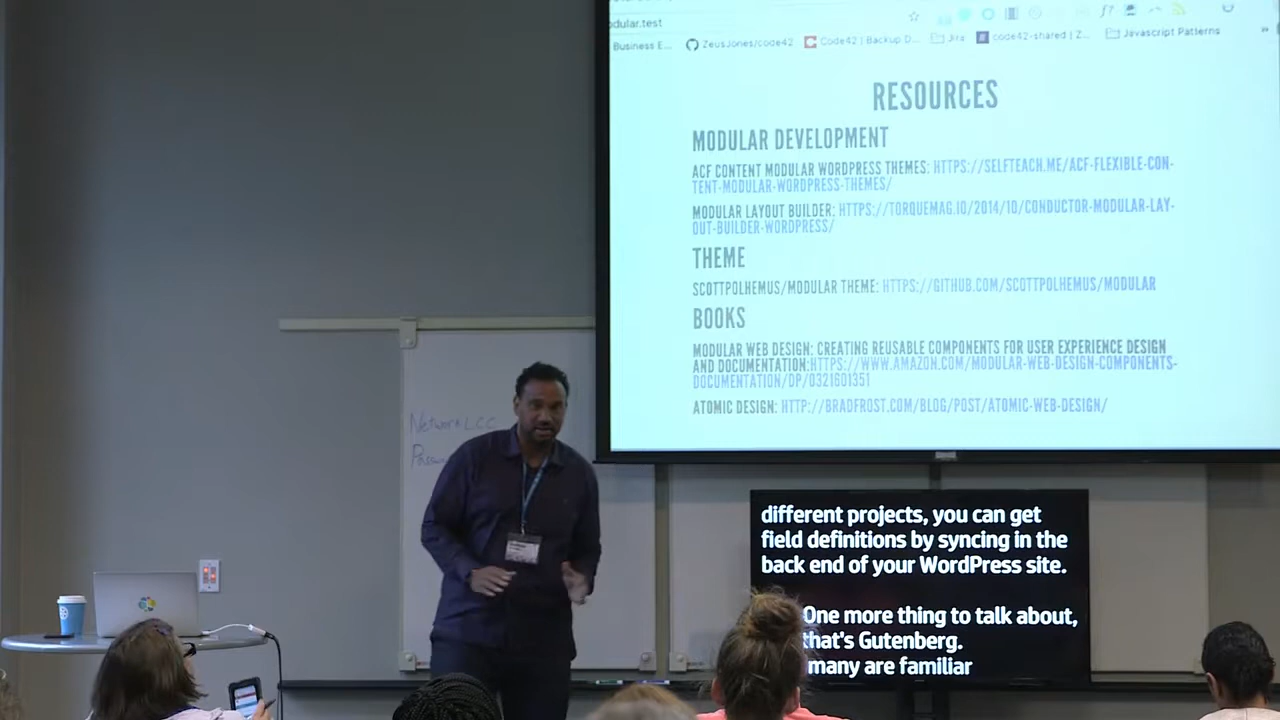 dular.test
Business E... ZeusJones/code42 Code42 | Backup D... Jira code42-shared | Z... Javascript Patterns »
RESOURCES
MODULAR DEVELOPMENT
ACF CONTENT MODULAR WORDPRESS THEMES: HTTPS://SELFTEACH.ME/ACF-FLEXIBLE-CON-
TENT-MODULAR-WORDPRESS-THEMES/
MODULAR LAYOUT BUILDER: HTTPS://TORQUEMAG.IO/2014/10/CONDUCTOR-MODULAR-LAY-
OUT-BUILDER-WORDPRESS/
THEME
SCOTTPOLHEMUS/MODULAR THEME: HTTPS://GITHUB.COM/SCOTTPOLHEMUS/MODULAR
BOOKS
MODULAR WEB DESIGN: CREATING REUSABLE COMPONENTS FOR USER EXPERIENCE DESIGN
AND DOCUMENTATION:HTTPS://WWW.AMAZON.COM/MODULAR-WEB-DESIGN-COMPONENTS-
DOCUMENTATION/DP/0321601351
ATOMIC DESIGN: HTTP://BRADFROST.COM/BLOG/POST/ATOMIC-WEB-DESIGN/
Network LCC
different projects, you can get
field definitions by syncing in the
back end of your WordPress site.
One more thing to talk about,
that's Gutenberg.
many are familiar